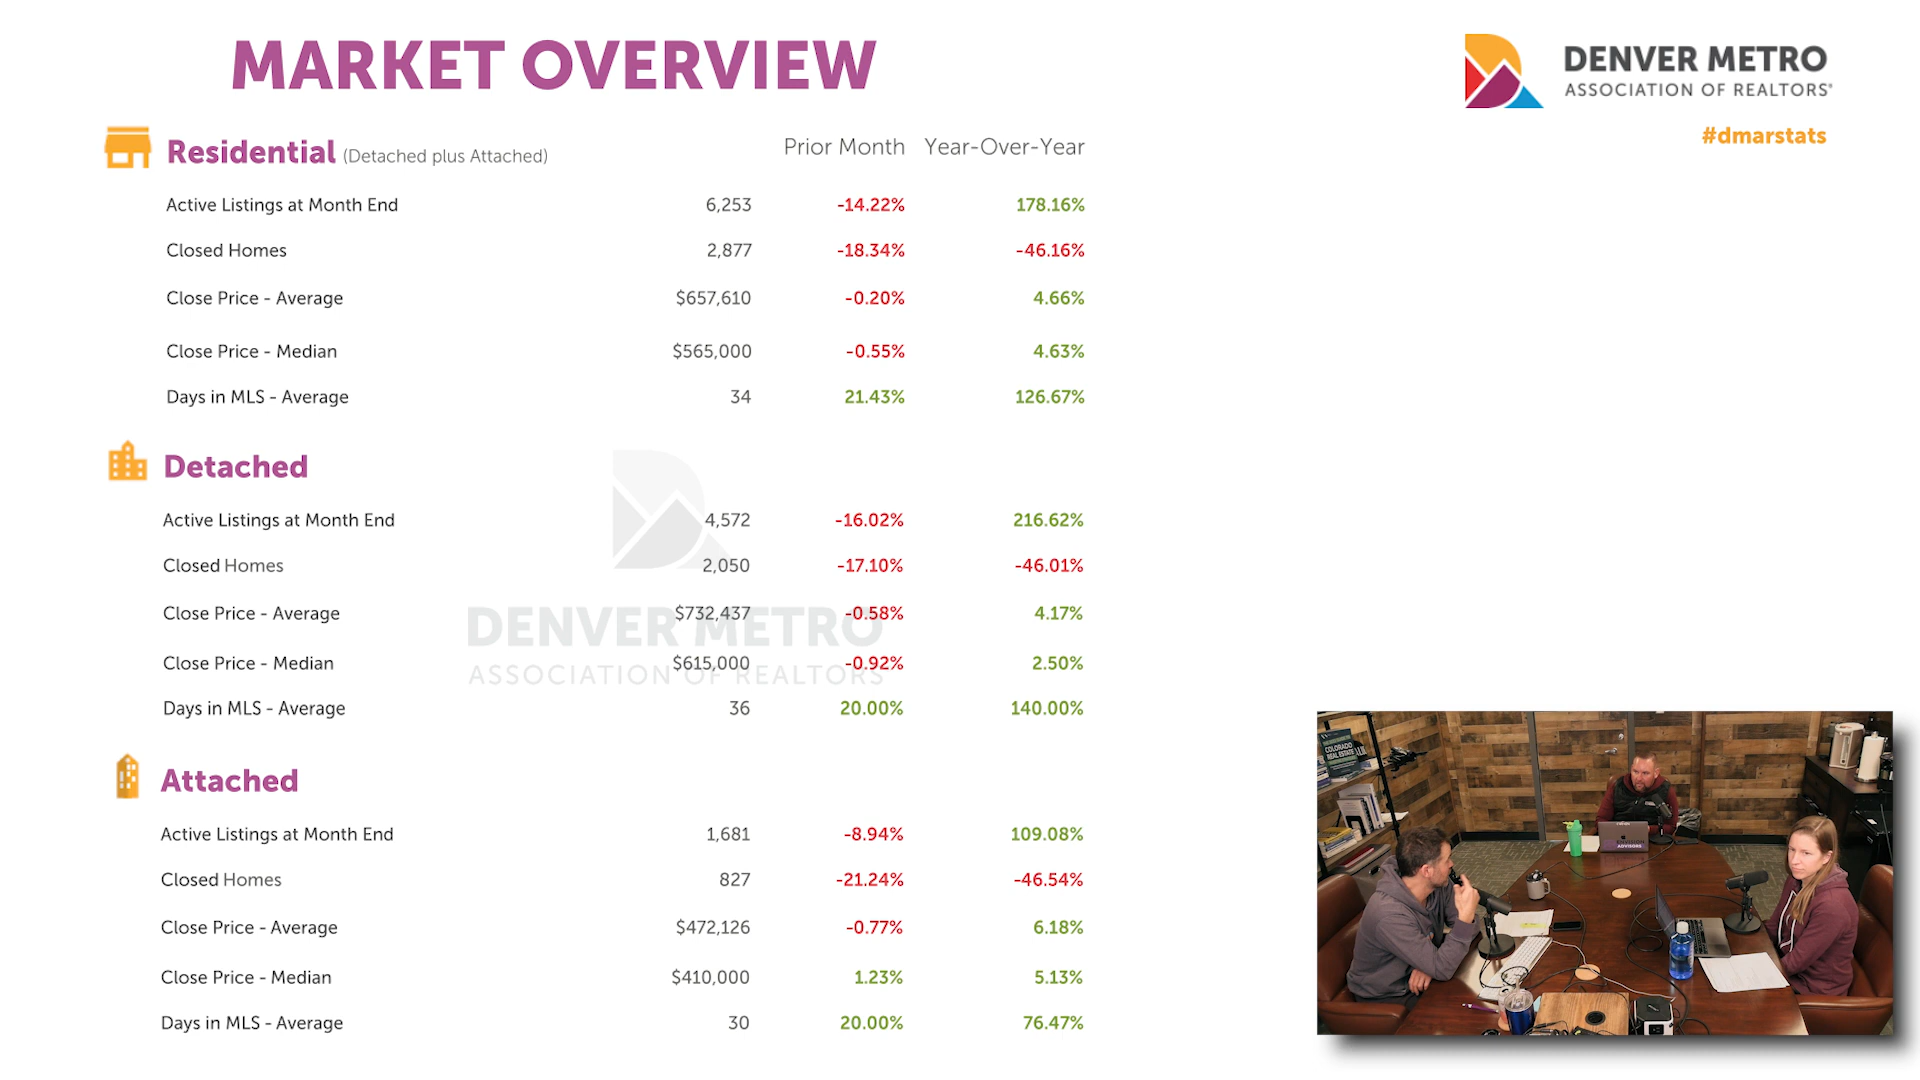 MARKET OVERVIEW
DENVER METRO
ASSOCIATION OF REALTORS®
#dmarstats
Residential (Detached plus Attached) Prior Month Year-Over-Year
Active Listings at Month End 6,253 -14.22% 178.16%
Closed Homes 2,877 -18.34% -46.16%
Close Price - Average $657,610 -0.20% 4.66%
Close Price - Median $565,000 -0.55% 4.63%
Days in MLS - Average 34 21.43% 126.67%
Detached
Active Listings at Month End 4,572 -16.02% 216.62%
Closed Homes 2,050 -17.10% -46.01%
Close Price - Average $732,437 -0.58% 4.17%
DENVER METRO
Close Price - Median $615,000 -0.92% 2.50%
ASSOCIATION OF REALTORS
Days in MLS - Average 36 20.00% 140.00%
Attached
Active Listings at Month End 1,681 -8.94% 109.08%
Closed Homes 827 -21.24% -46.54%
Close Price - Average $472,126 -0.77% 6.18%
Close Price - Median $410,000 1.23% 5.13%
Days in MLS - Average 30 20.00% 76.47%
COLORADO
REAL ESTATE
ADVISORS